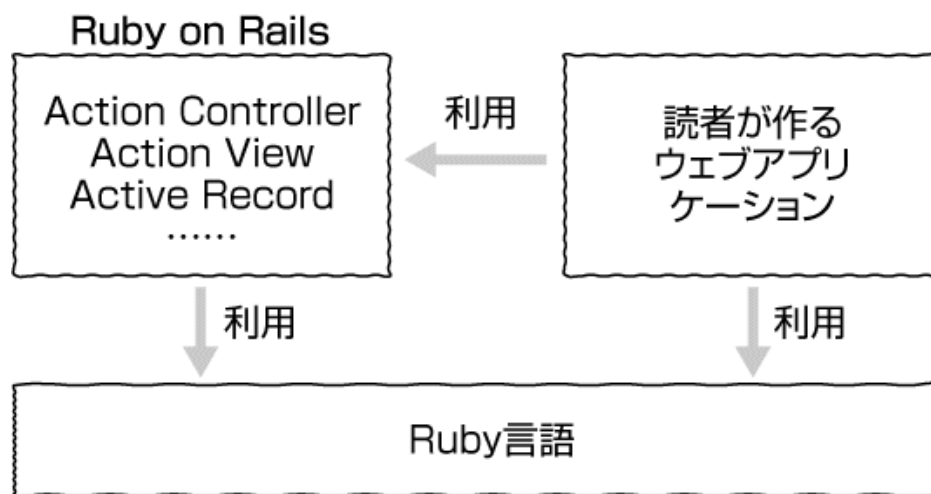 Ruby on Rails
Action Controller
Action View
Active Record
……
利用
読者が作る
ウェブアプリ
ケーション
利用
利用
Ruby言語